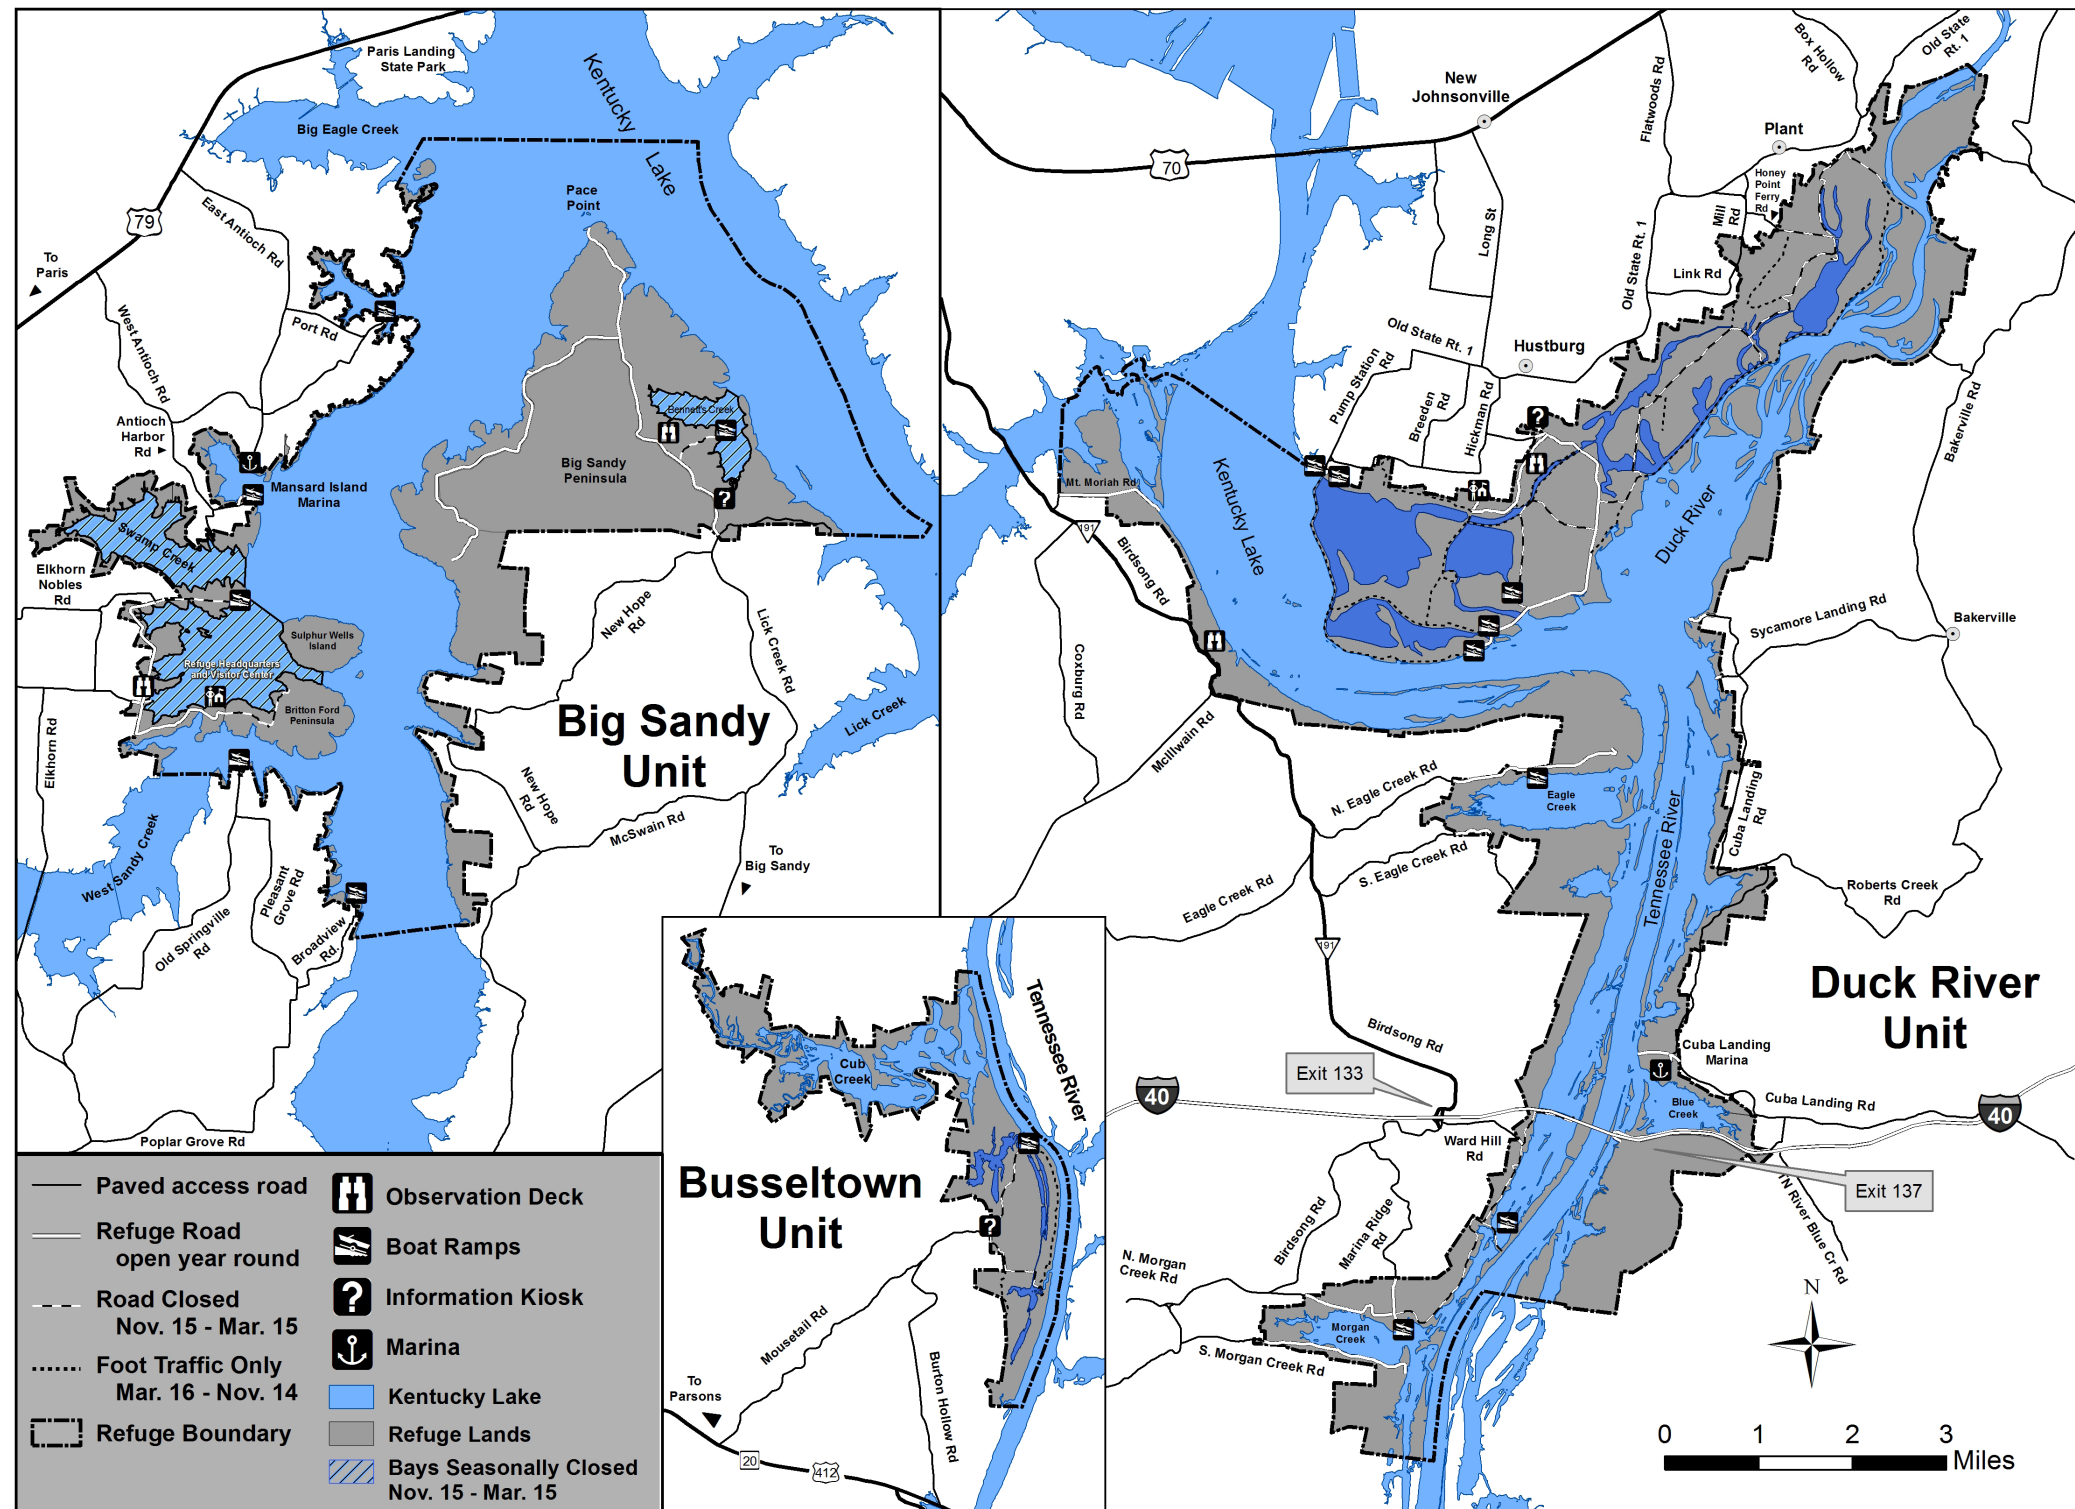 Paris Landing
State Park
Big Eagle Creek
Kentucky
Lake
Pace
Point
79
To
Paris
East Antioch Rd
West Antioch Rd
Port Rd
Antioch
Harbor
Rd
Mansard Island
Marina
Swamp Creek
Elkhorn
Nobles
Rd
Bennett's Creek
Big Sandy
Peninsula
Sulphur Wells
Island
Refuge Headquarters
and Visitor Center
Britton Ford
Peninsula
Elkhorn Rd
West Sandy Creek
Old Springville
Rd
Pleasant
Grove Rd
Broadview
Rd.
Poplar Grove Rd
New Hope
Rd
Lick Creek Rd
Lick Creek
New Hope
Rd
McSwain Rd
To
Big Sandy
Big Sandy
Unit
New
Johnsonville
70
Flatwoods Rd
Box Hollow
Rd
Old State
Rt. 1
Plant
Honey
Point
Ferry
Rd
Mill
Rd
Link Rd
Long St
Old State Rt. 1
Old State Rt. 1
Hustburg
Pump Station
Rd
Breeden
Rd
Hickman Rd
Bakerville Rd
Mt. Moriah Rd
191
Birdsong Rd
Kentucky Lake
Duck River
Coxburg Rd
McIllwain Rd
Sycamore Landing Rd
Bakerville
N. Eagle Creek Rd
Eagle
Creek
S. Eagle Creek Rd
Eagle Creek Rd
191
Tennessee River
Cuba Landing
Rd
Roberts Creek
Rd
Duck River
Unit
Birdsong Rd
Exit 133
40
Cuba Landing
Marina
Blue
Creek
Cuba Landing Rd
40
Ward Hill
Rd
Exit 137
N River Blue Cr Rd
Birdsong Rd
Marina Ridge
Rd
N. Morgan
Creek Rd
Morgan
Creek
S. Morgan Creek Rd
N
0 1 2 3
Miles
Cub
Creek
Tennessee River
Busseltown
Unit
Mousetail Rd
Burton Hollow Rd
To
Parsons
20
412
Paved access road
Refuge Road
open year round
Road Closed
Nov. 15 - Mar. 15
Foot Traffic Only
Mar. 16 - Nov. 14
Refuge Boundary
Observation Deck
Boat Ramps
? Information Kiosk
Marina
Kentucky Lake
Refuge Lands
Bays Seasonally Closed
Nov. 15 - Mar. 15